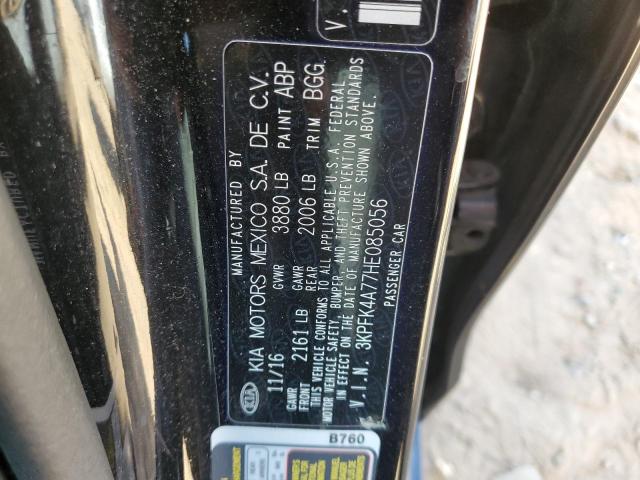 MANUFACTURED BY
KIA KIA MOTORS MEXICO S.A. DE C.V.
11/16 GVWR 3880 LB PAINT ABP
GAWR FRONT 2161 LB GAWR REAR 2006 LB TRIM BGG
THIS VEHICLE CONFORMS TO ALL APPLICABLE U.S.A. FEDERAL
MOTOR VEHICLE SAFETY, BUMPER, AND THEFT PREVENTION STANDARDS
IN EFFECT ON THE DATE OF MANUFACTURE SHOWN ABOVE.
V.I.N. 3KPFK4A77HE085056
PASSENGER CAR
V.
B760